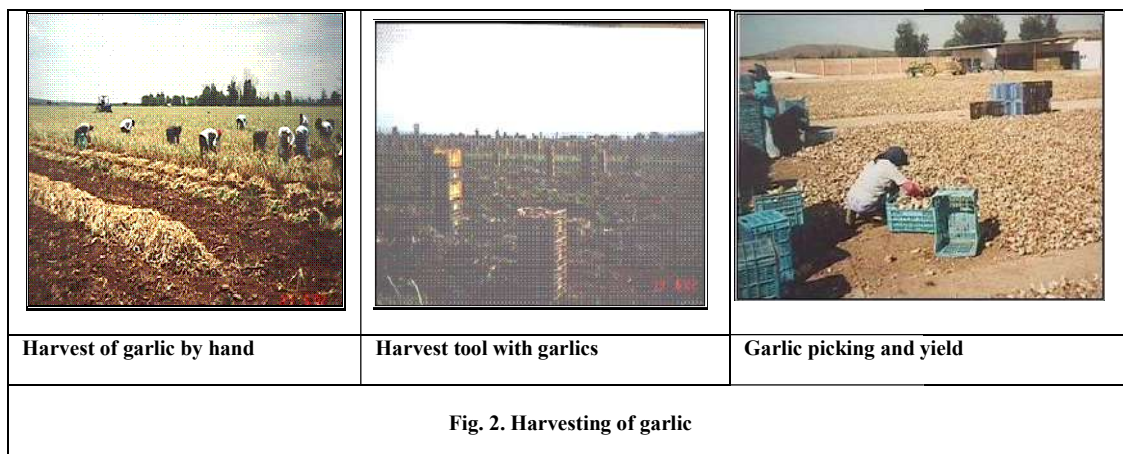 Harvest of garlic by hand
Harvest tool with garlics
Garlic picking and yield
Fig. 2. Harvesting of garlic